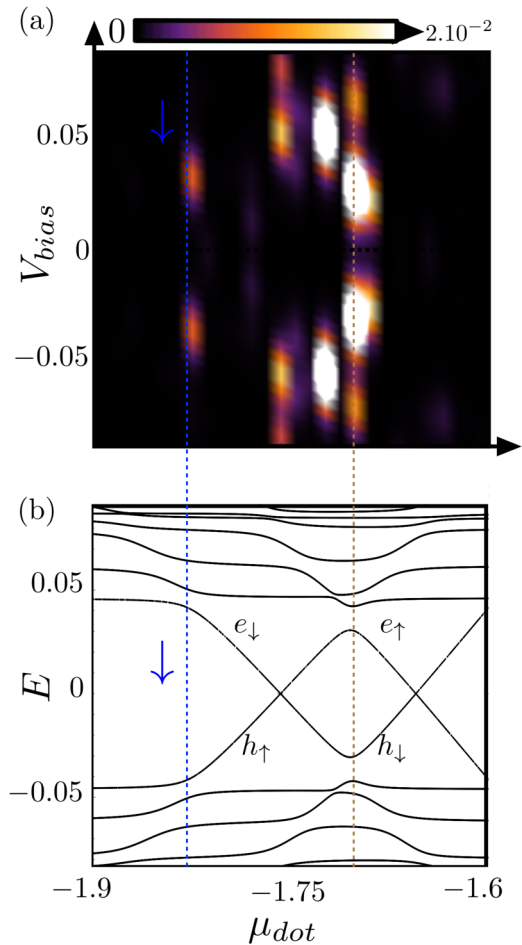 (a)
0
2.10⁻²
0.05
V_bias
0
−0.05
(b)
0.05
e↓
e↑
E
0
h↑
h↓
−0.05
−1.9
−1.75
−1.6
μ_dot